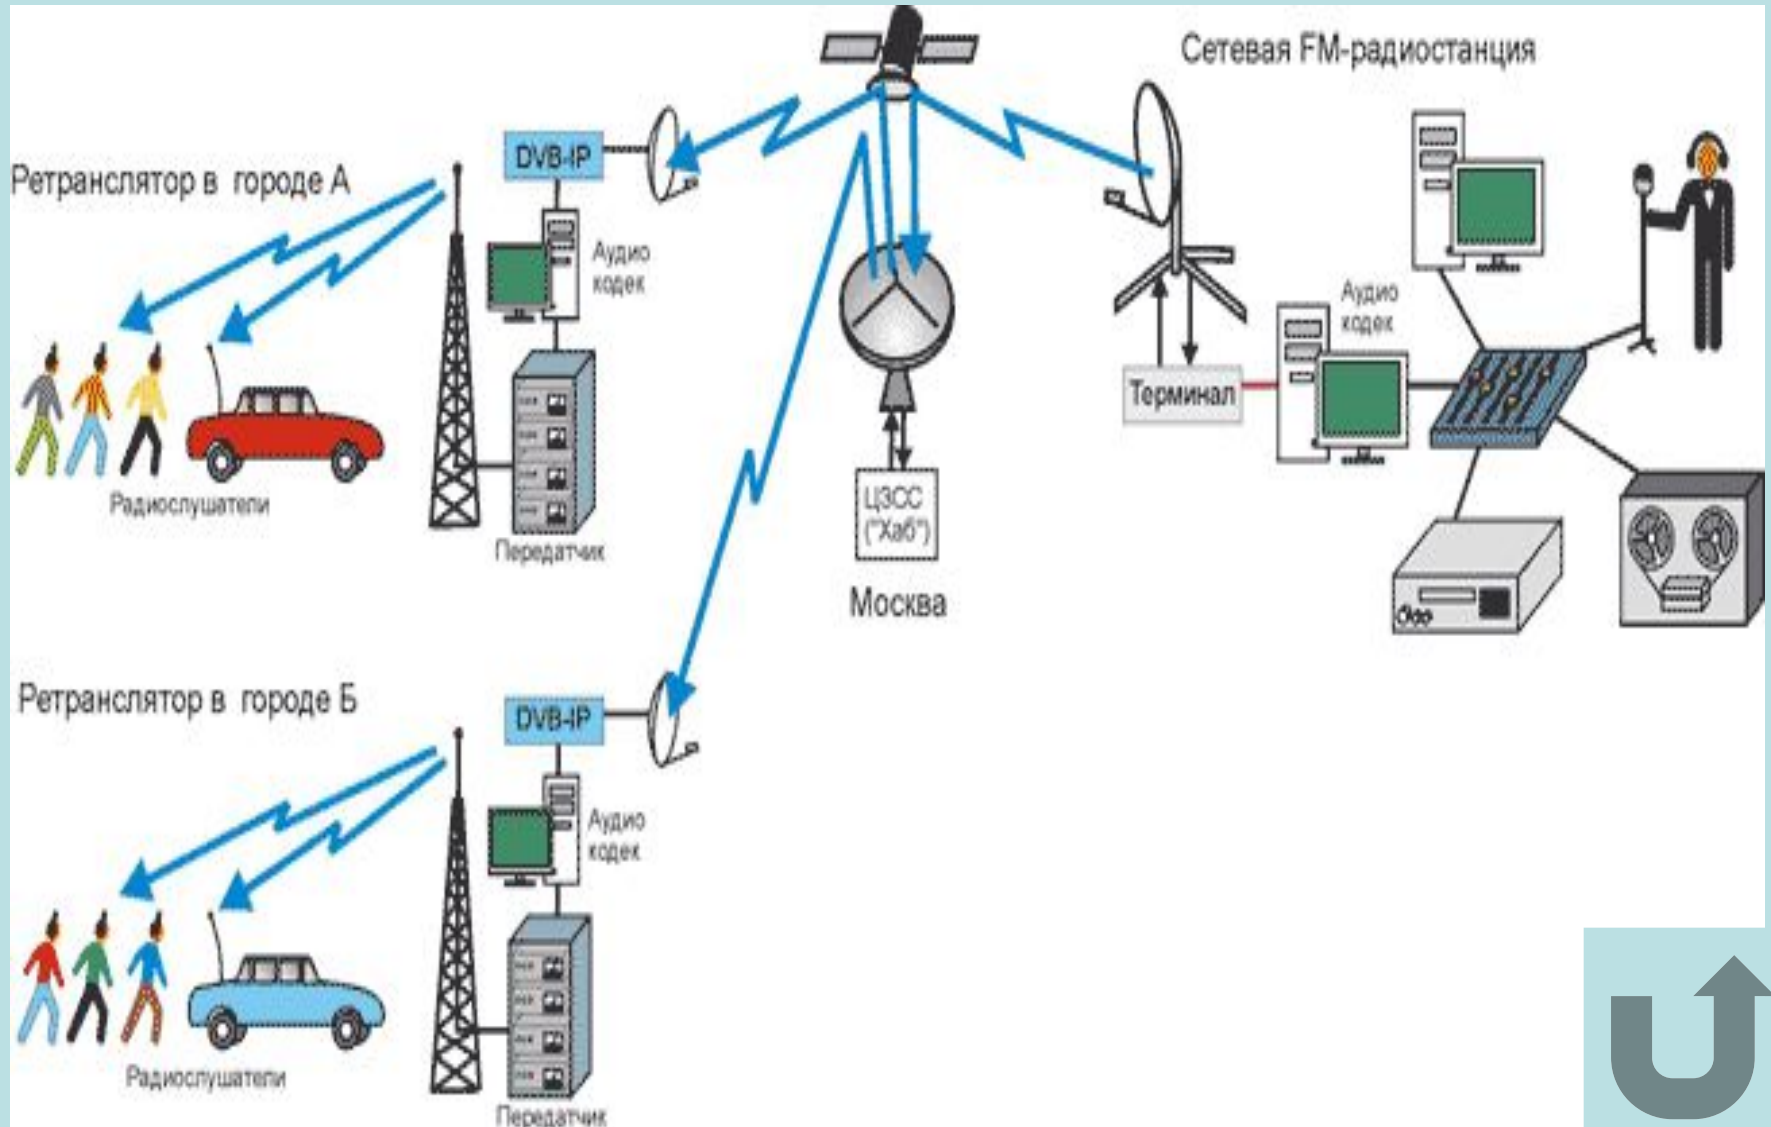 Сетевая FM-радиостанция
Ретранслятор в городе А
DVB-IP
Аудио
кодек
Радиослушатели
Передатчик
ЦЗСС
("Хаб")
Москва
Терминал
Аудио
кодек
Ретранслятор в городе Б
DVB-IP
Аудио
кодек
Радиослушатели
Передатчик